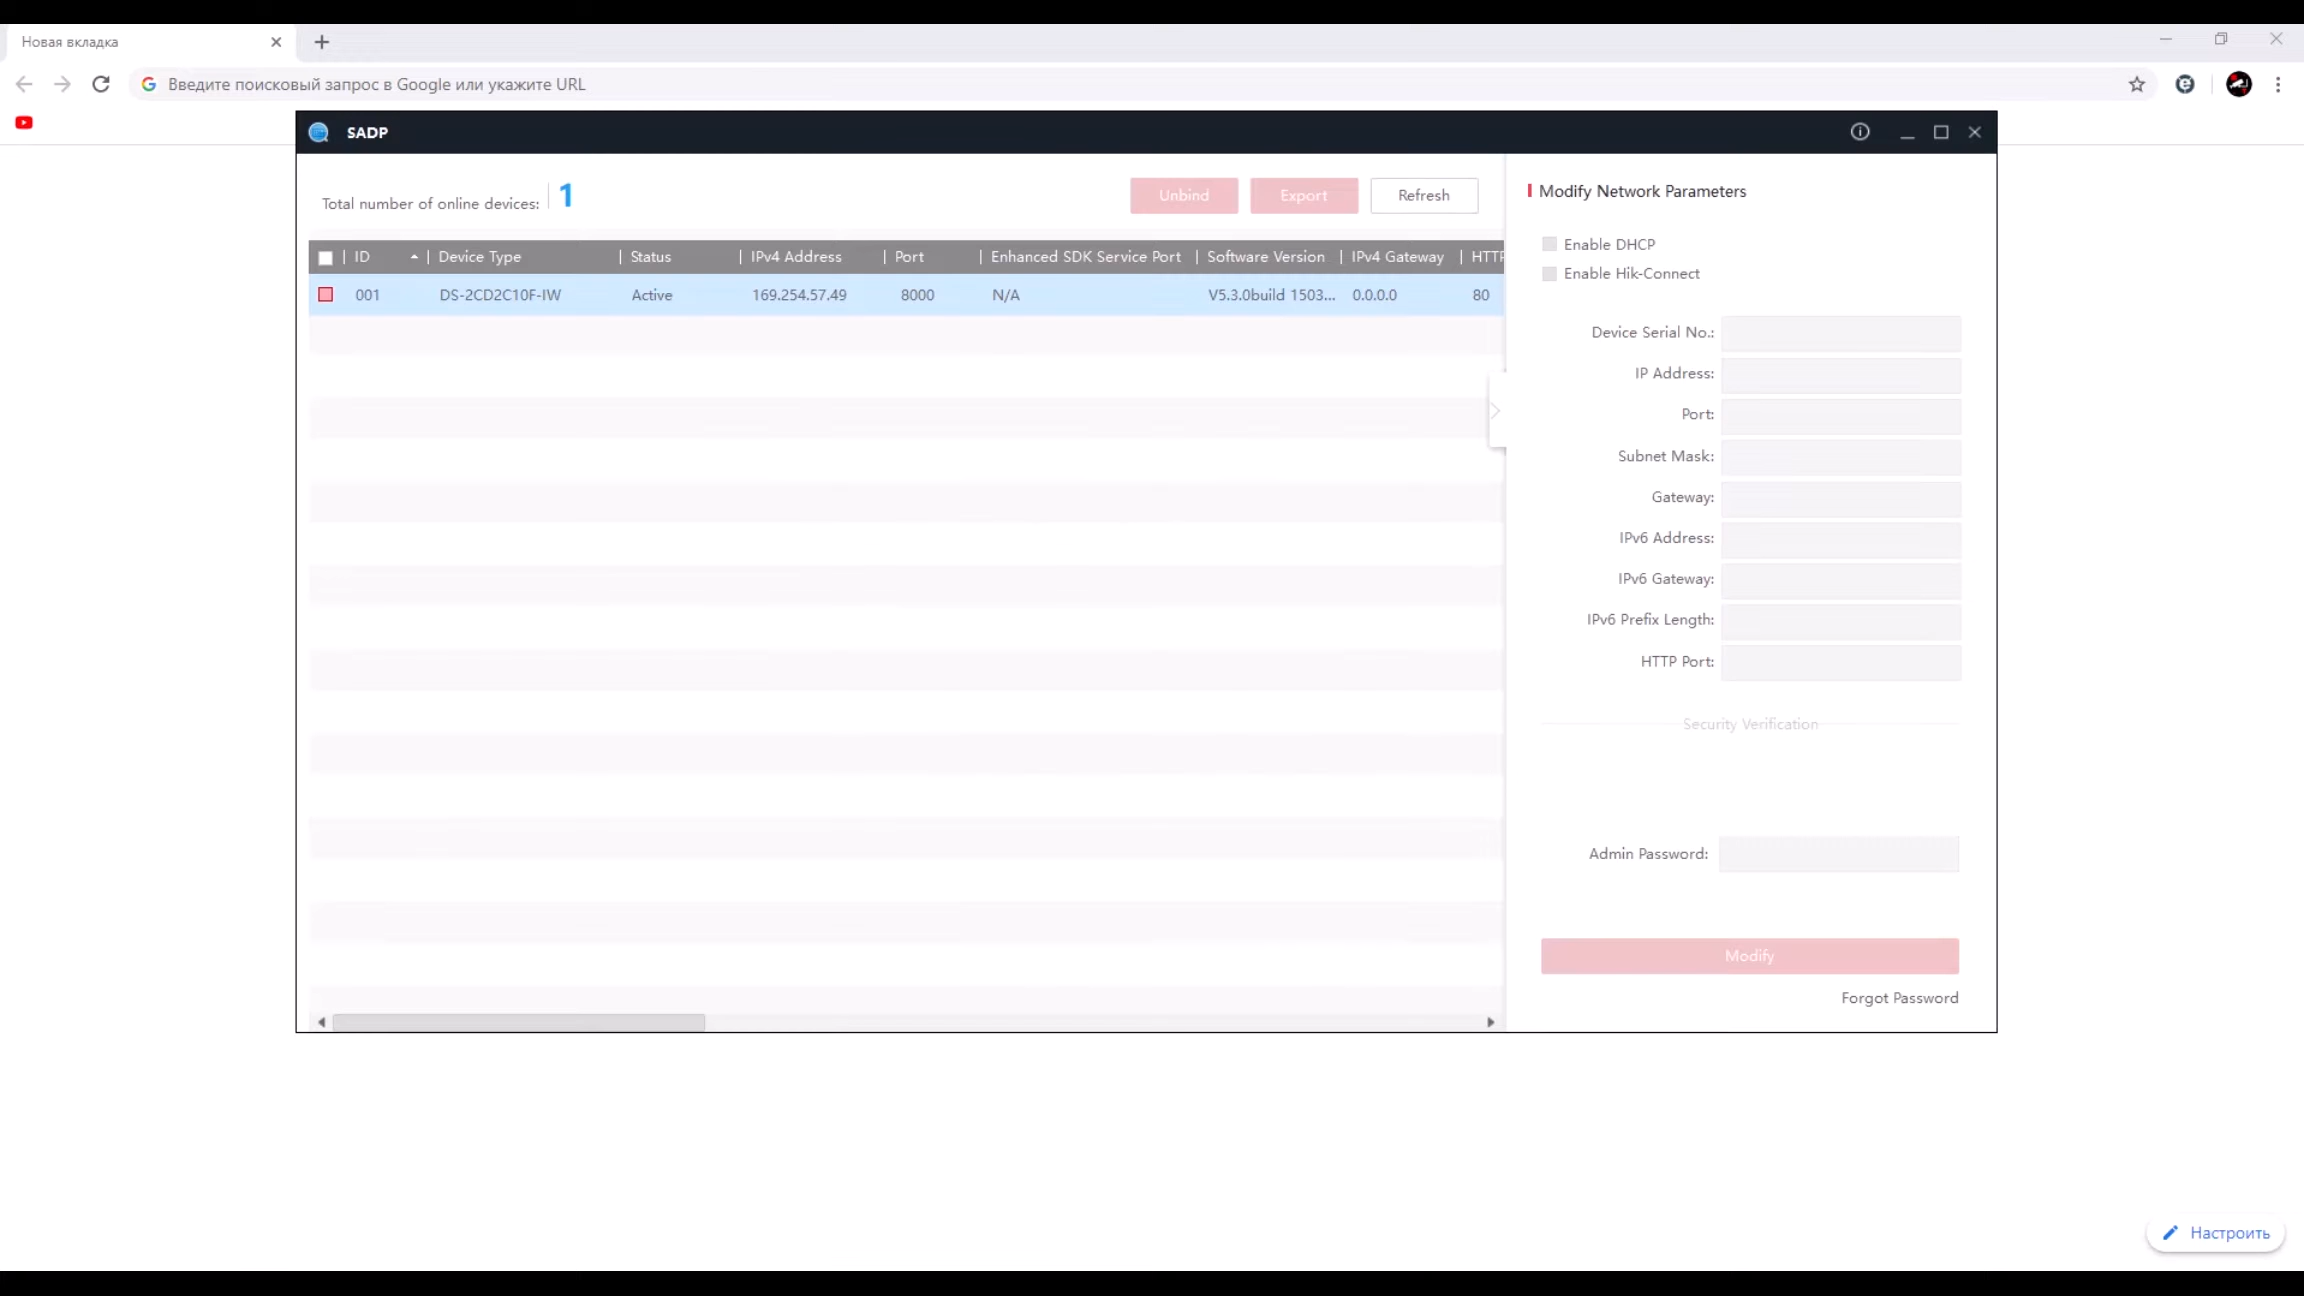 Новая вкладка
Введите поисковый запрос в Google или укажите URL
SADP
Total number of online devices: 1
Unbind Export Refresh
ID Device Type Status IPv4 Address Port Enhanced SDK Service Port Software Version IPv4 Gateway HTTP
001 DS-2CD2C10F-IW Active 169.254.57.49 8000 N/A V5.3.0build 1503... 0.0.0.0 80
Modify Network Parameters
Enable DHCP
Enable Hik-Connect
Device Serial No.:
IP Address:
Port:
Subnet Mask:
Gateway:
IPv6 Address:
IPv6 Gateway:
IPv6 Prefix Length:
HTTP Port:
Security Verification
Admin Password:
Modify
Forgot Password
Настроить